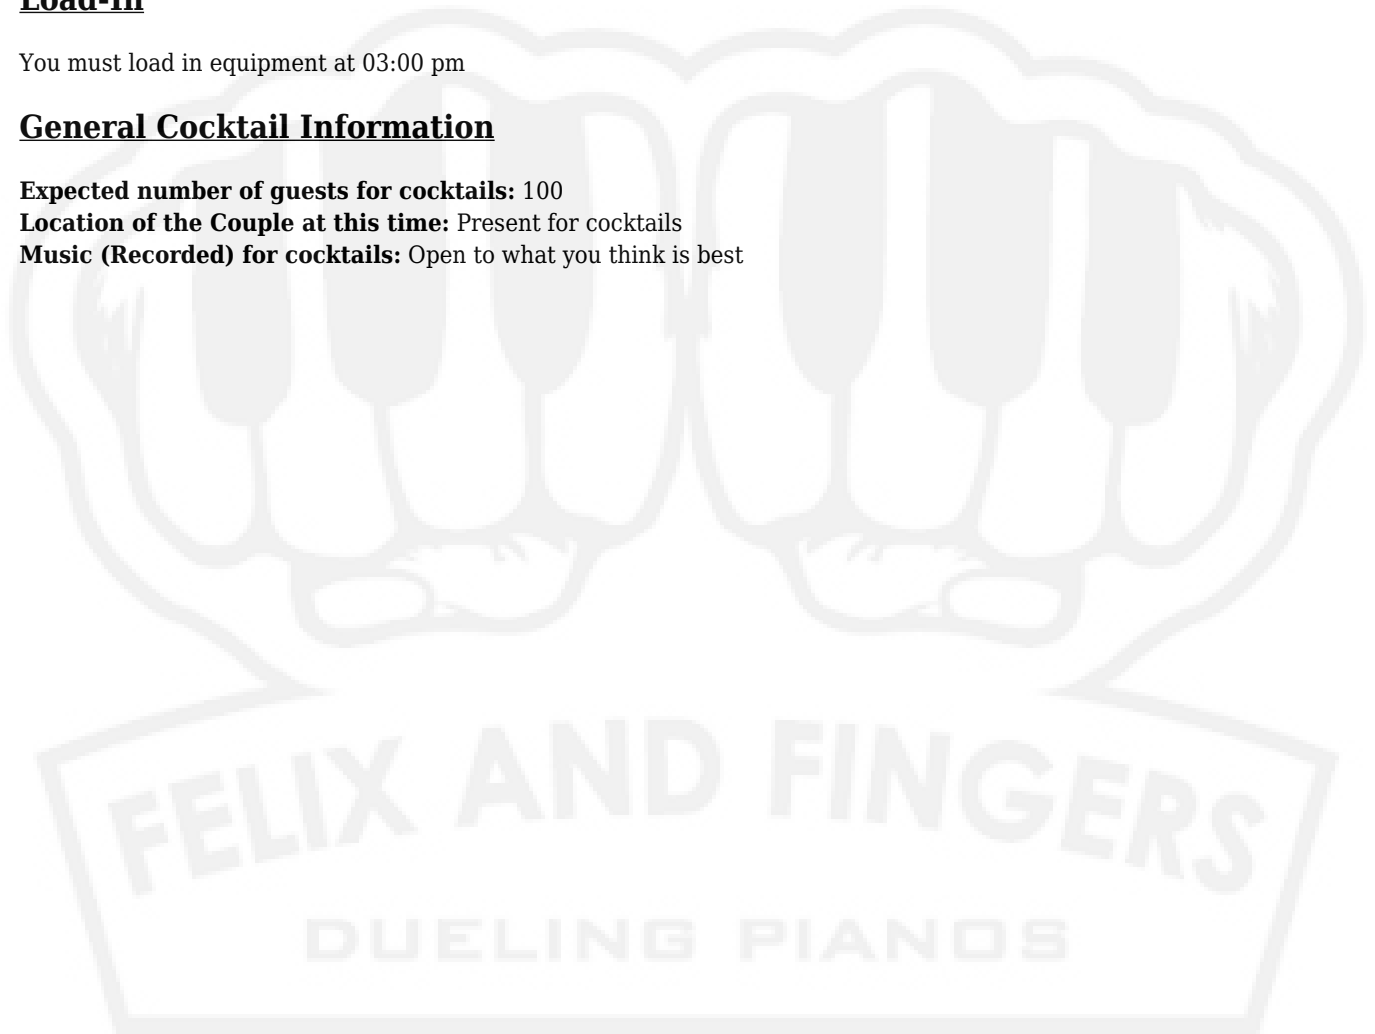 Load-In
You must load in equipment at 03:00 pm
General Cocktail Information
Expected number of guests for cocktails: 100
Location of the Couple at this time: Present for cocktails
Music (Recorded) for cocktails: Open to what you think is best
FELIX AND FINGERS
DUELING PIANOS